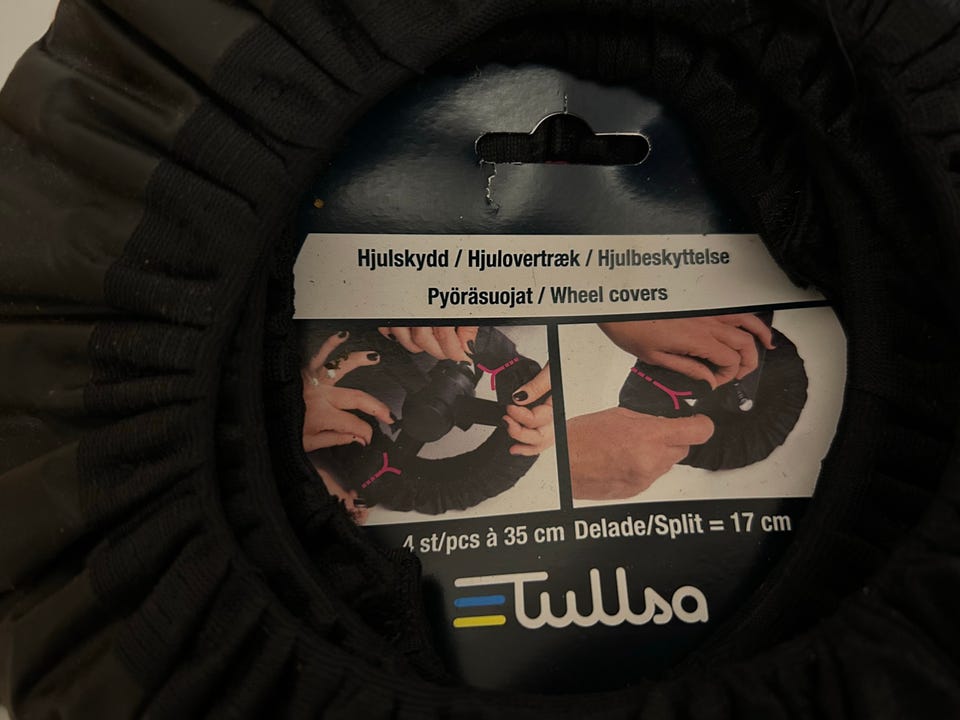 Hjulskydd / Hjulovertræk / Hjulbeskyttelse
Pyöräsuojat / Wheel covers
4 st/pcs à 35 cm Delade/Split = 17 cm
Tullsa